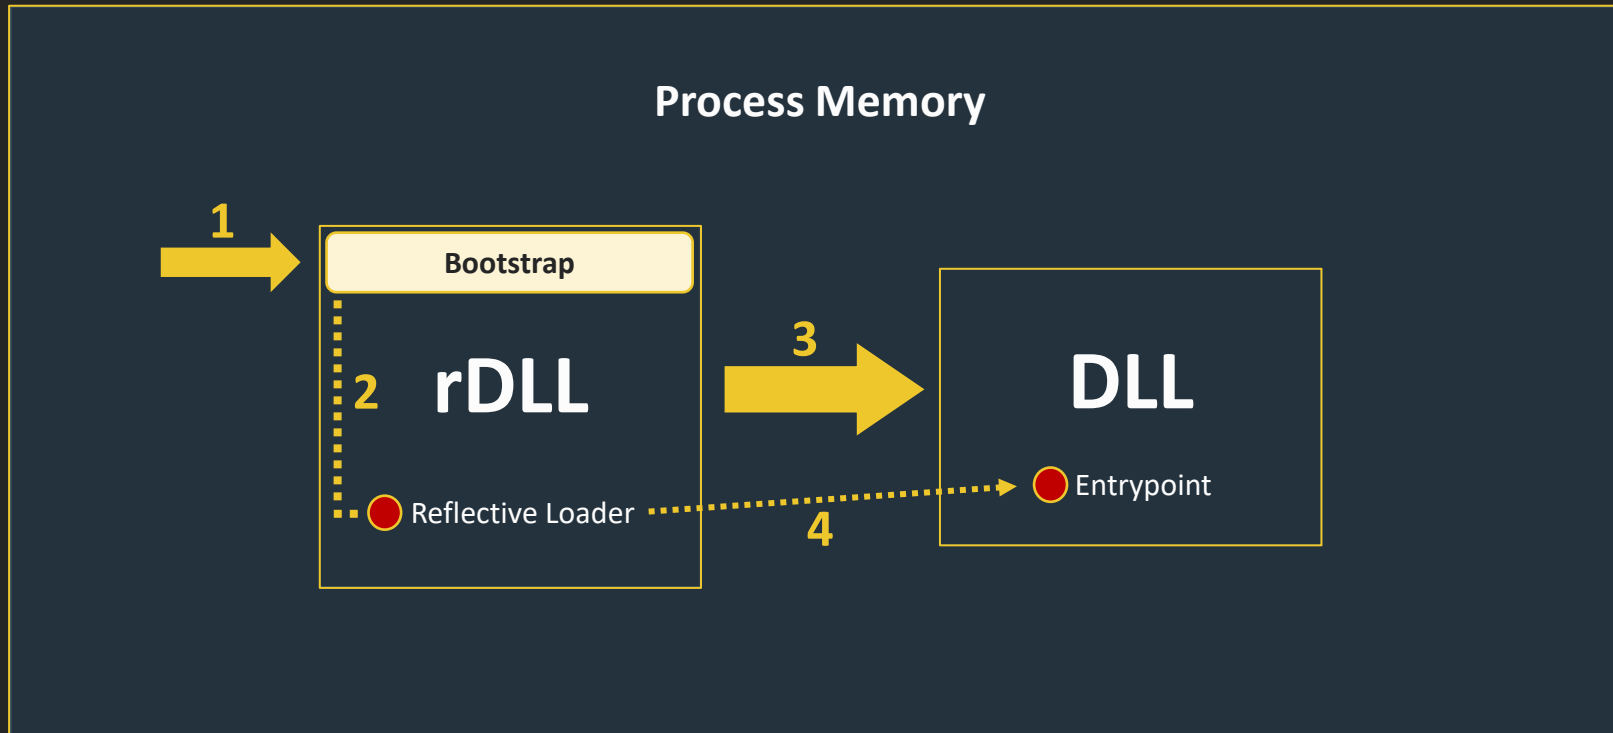 Process Memory
1
Bootstrap
2
rDLL
3
DLL
Reflective Loader
4
Entrypoint